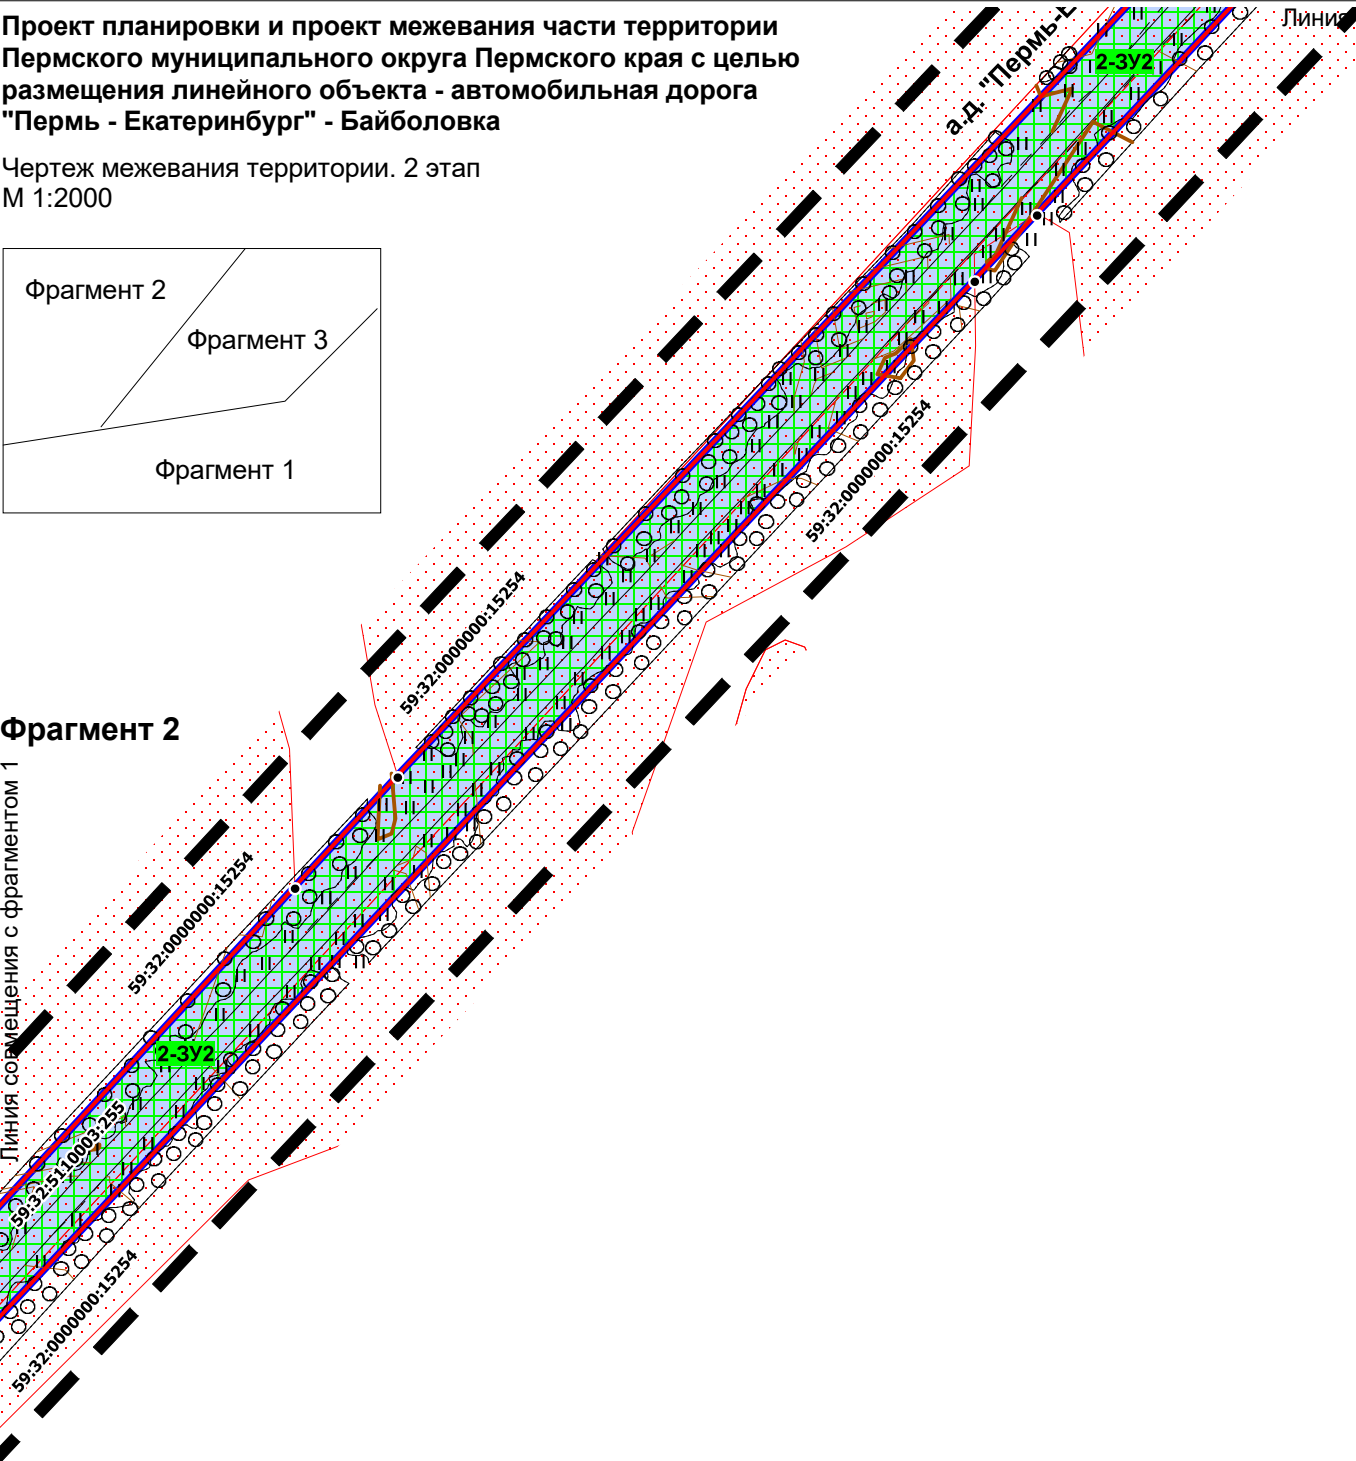 Проект планировки и проект межевания части территории
Пермского муниципального округа Пермского края с целью
размещения линейного объекта - автомобильная дорога
"Пермь - Екатеринбург" - Байболовка
Чертеж межевания территории. 2 этап
М 1:2000
Фрагмент 2
Фрагмент 3
Фрагмент 1
Линия
а.д. "Пермь-Е
2-ЗУ2
59:32:0000000:15254
59:32:0000000:15254
Фрагмент 2
Линия совмещения с фрагментом 1
59:32:0000000:15254
2-ЗУ2
59:32:5110003:255
59:32:0000000:15254